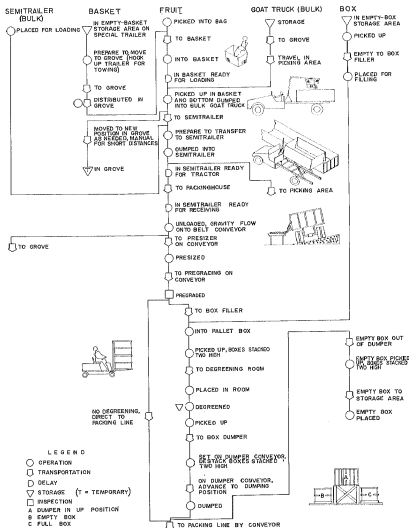 SEMITRAILER
(BULK)
PLACED FOR LOADING
TO GROVE
BASKET
IN EMPTY-BASKET
STORAGE AREA ON
SPECIAL TRAILER
PREPARE TO MOVE
TO GROVE (HOOK
UP TRAILER FOR
TOWING)
TO GROVE
DISTRIBUTED IN
GROVE
MOVED TO NEW
POSITION IN GROVE
AS NEEDED, MANUAL
FOR SHORT DISTANCES
IN GROVE
FRUIT
PICKED INTO BAG
TO BASKET
INTO BASKET
IN BASKET READY
FOR LOADING
PICKED UP IN BASKET
AND BOTTOM DUMPED
INTO BULK GOAT TRUCK
TO SEMITRAILER
PREPARE TO TRANSFER
TO SEMITRAILER
DUMPED INTO
SEMITRAILER
IN SEMITRAILER READY
FOR TRACTOR
TO PACKINGHOUSE
IN SEMITRAILER READY
FOR RECEIVING
UNLOADED, GRAVITY FLOW
ONTO BELT CONVEYOR
TO PRESIZER
ON CONVEYOR
PRESIZED
TO PREGRADING ON
CONVEYOR
PREGRADED
TO BOX FILLER
INTO PALLET BOX
PICKED UP, BOXES STACKED
TWO HIGH
TO DEGREENING ROOM
PLACED IN ROOM
DEGREENED
PICKED UP
TO BOX DUMPER
SET ON DUMPER CONVEYOR,
DESTACK BOXES STACKED
TWO HIGH
ON DUMPER CONVEYOR,
ADVANCE TO DUMPING
POSITION
DUMPED
TO PACKING LINE BY CONVEYOR
NO DEGREENING,
DIRECT TO
PACKING LINE
GOAT TRUCK (BULK)
STORAGE
TO GROVE
TRAVEL IN
PICKING AREA
TO PICKING AREA
BOX
IN EMPTY-BOX
STORAGE AREA
PICKED UP
EMPTY TO BOX
FILLER
PLACED FOR
FILLING
EMPTY BOX OUT
OF DUMPER
EMPTY BOX PICKED
UP, BOXES STACKED
TWO HIGH
EMPTY BOX TO
STORAGE AREA
EMPTY BOX
PLACED
B
A
C
LEGEND
OPERATION
TRANSPORTATION
DELAY
STORAGE (T = TEMPORARY)
INSPECTION
A DUMPER IN UP POSITION
B EMPTY BOX
C FULL BOX